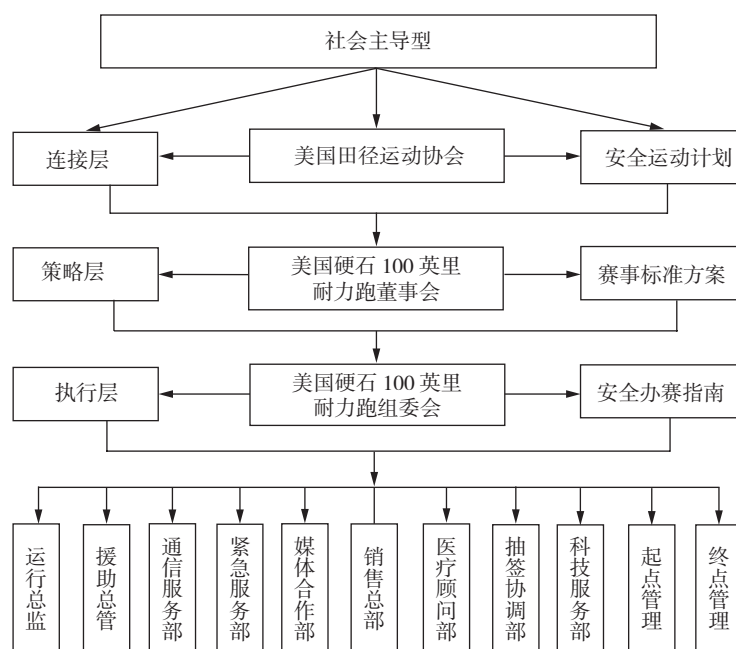 社会主导型
连接层
美国田径运动协会
安全运动计划
策略层
美国硬石 100 英里
耐力跑董事会
赛事标准方案
执行层
美国硬石 100 英里
耐力跑组委会
安全办赛指南
运行总监
援助总管
通信服务部
紧急服务部
媒体合作部
销售总部
医疗顾问部
抽签协调部
科技服务部
起点管理
终点管理